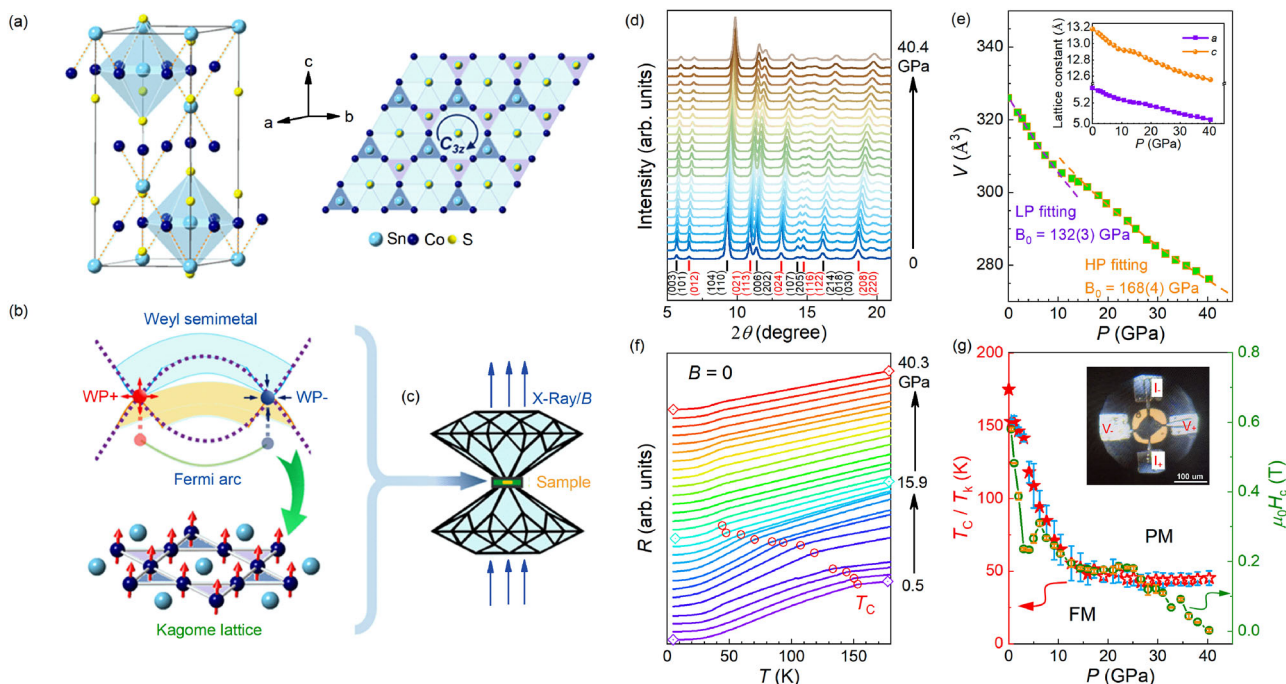 (a)
c
a
b
C3z
Sn Co S
(b)
Weyl semimetal
WP+
WP-
Fermi arc
Kagome lattice
(c)
X-Ray/B
Sample
(d)
Intensity (arb. units)
40.4
GPa
0
(003)
(101)
(012)
(104)
(110)
(021)
(113)
(006)
(202)
(024)
(107)
(205)
(116)
(122)
(214)
(018)
(030)
(208)
(220)
5 10 15 20
2θ (degree)
(e)
V (Å³)
340
320
300
280
Lattice constant (Å)
13.2
13.0
12.8
12.6
5.2
5.0
a
c
0 10 20 30 40
P (GPa)
LP fitting
B₀ = 132(3) GPa
HP fitting
B₀ = 168(4) GPa
0 10 20 30 40
P (GPa)
(f)
B = 0
R (arb. units)
40.3
GPa
15.9
0.5
TC
0 50 100 150
T (K)
(g)
TC / Tk (K)
200
150
100
50
0
I-
V-
V+
I+
100 um
PM
FM
0.8
0.6
0.4
0.2
0.0
μ₀Hc (T)
0 10 20 30 40
P (GPa)